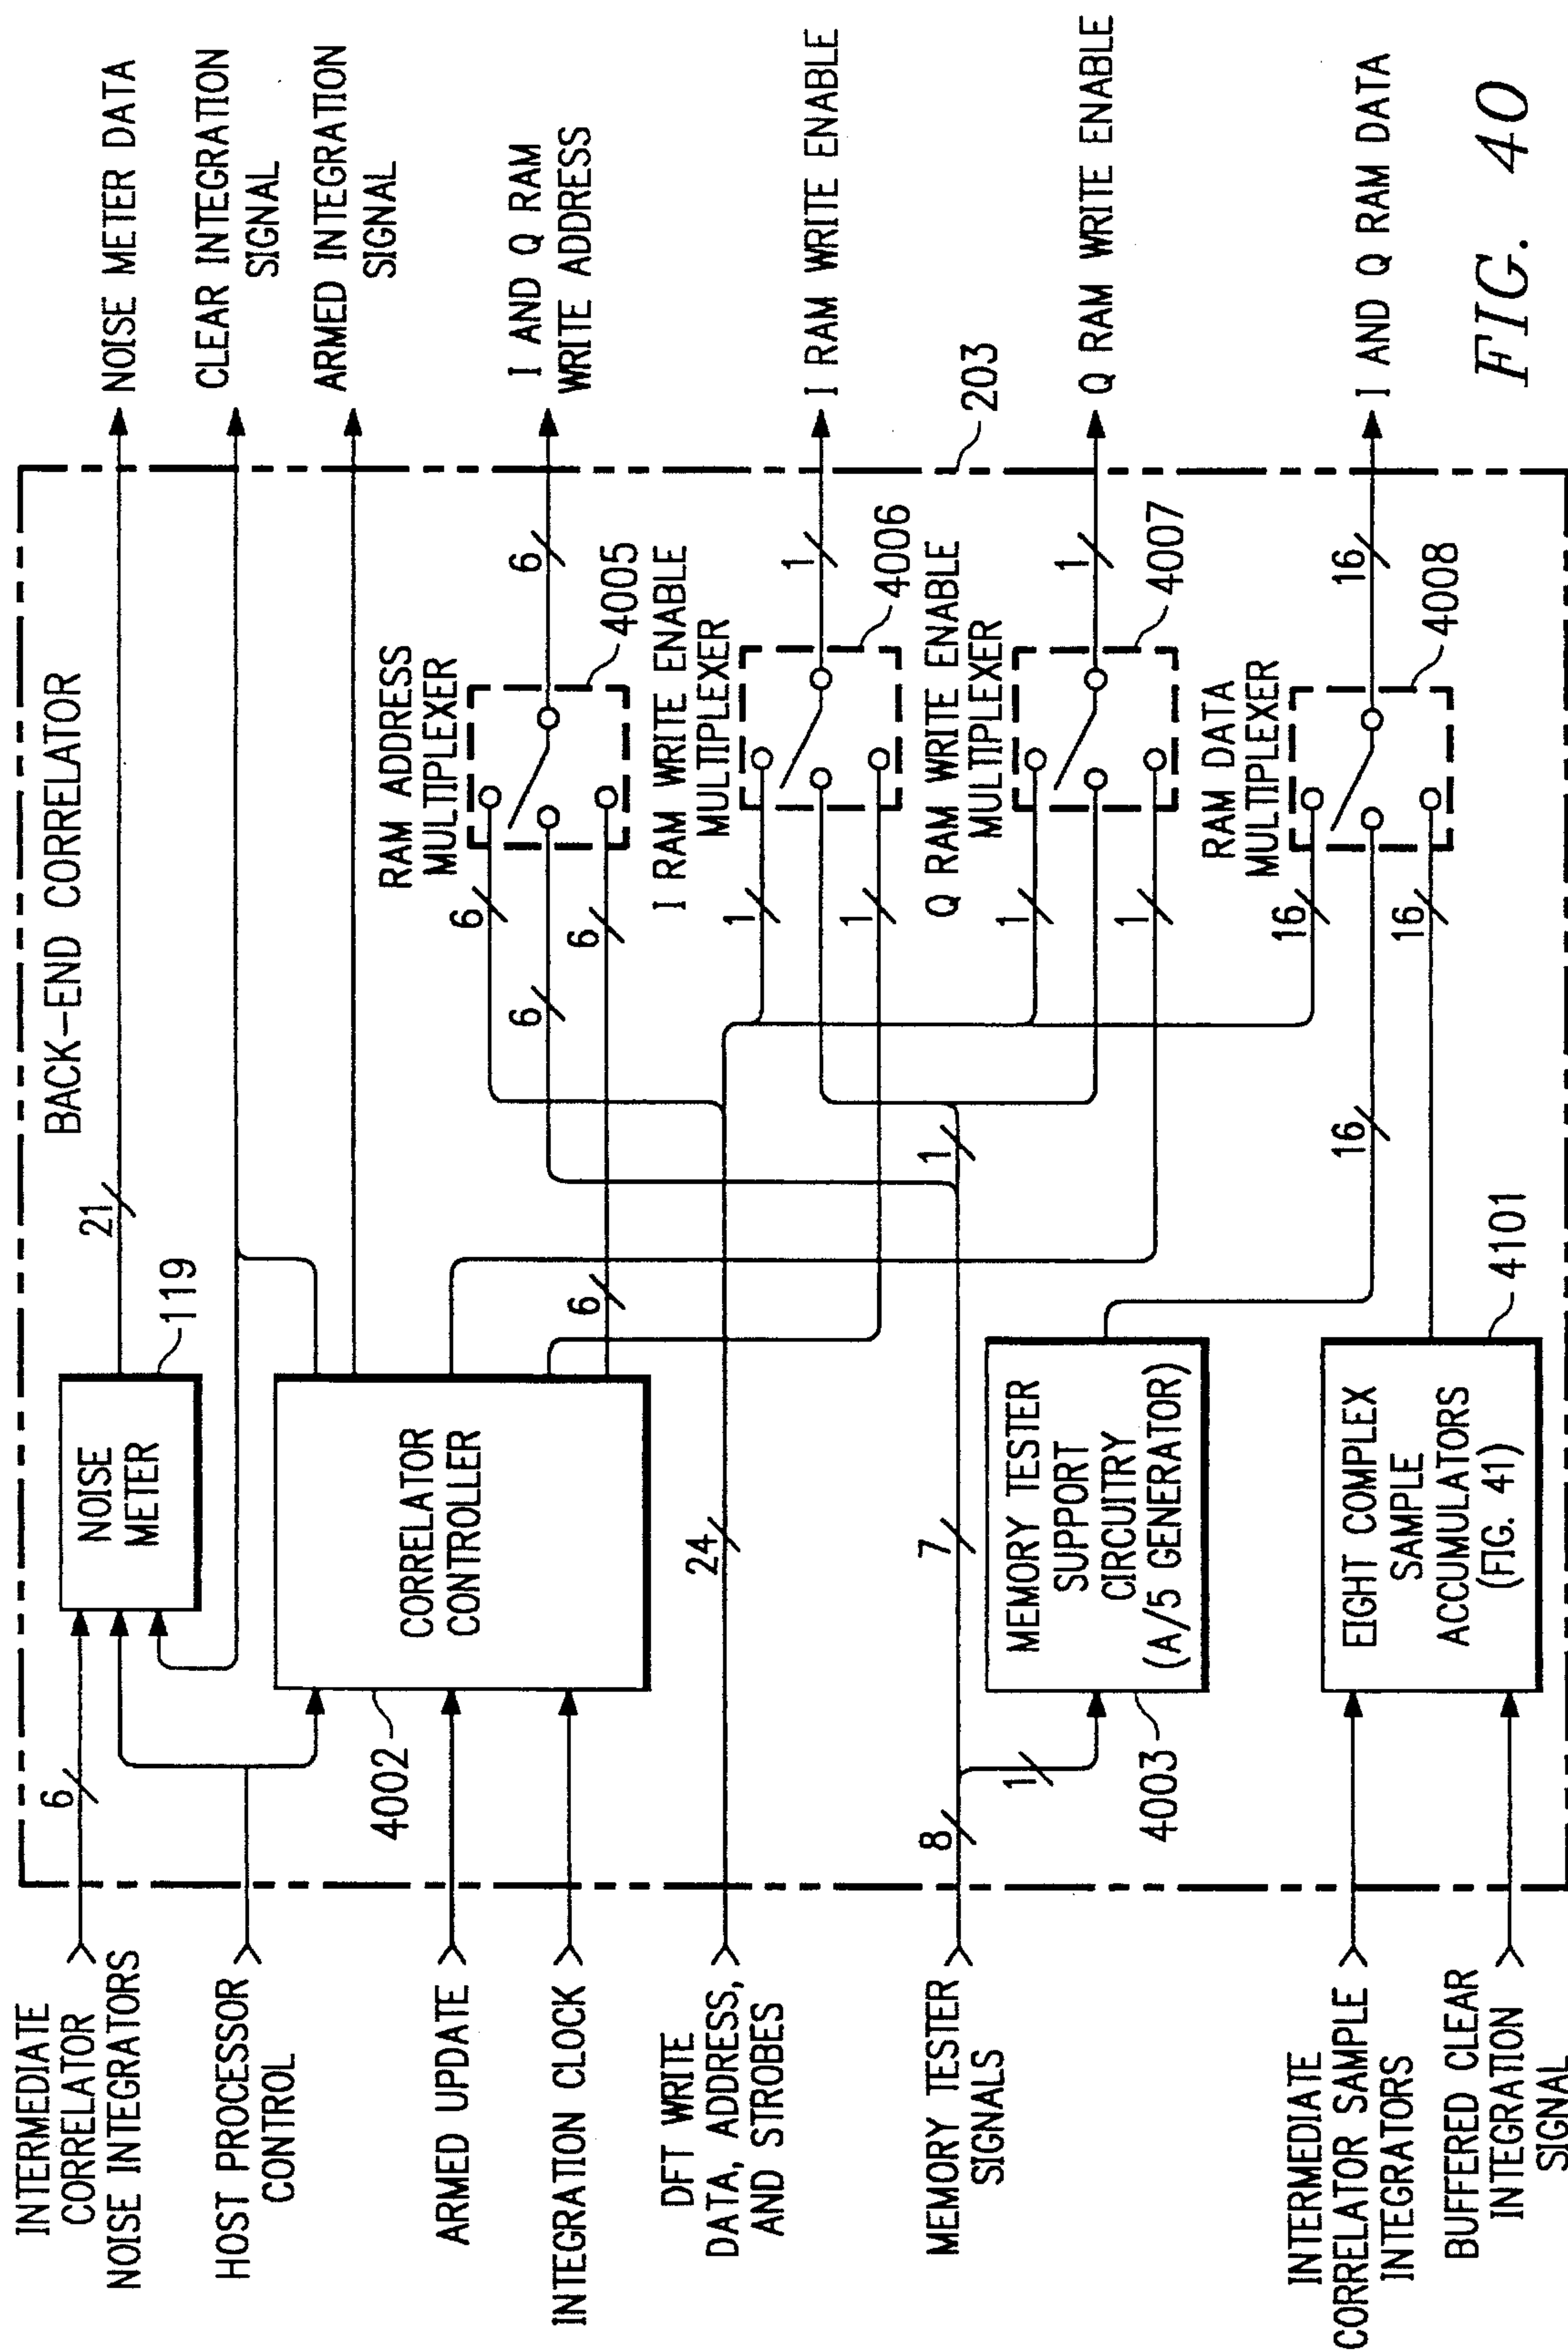 INTERMEDIATE
CORRELATOR
NOISE INTEGRATORS
HOST PROCESSOR
CONTROL
ARMED UPDATE
INTEGRATION CLOCK
DFT WRITE
DATA, ADDRESS,
AND STROBES
MEMORY TESTER
SIGNALS
INTERMEDIATE
CORRELATOR SAMPLE
INTEGRATORS
BUFFERED CLEAR
INTEGRATION
SIGNAL
BACK-END CORRELATOR
6
NOISE
METER
119
21
4002
CORRELATOR
CONTROLLER
6
24
8
7
1
1
4003
MEMORY TESTER
SUPPORT
CIRCUITRY
(A/5 GENERATOR)
16
EIGHT COMPLEX
SAMPLE
ACCUMULATORS
(FIG. 41)
4101
RAM ADDRESS
MULTIPLEXER
6
6
6
6
4005
I RAM WRITE ENABLE
MULTIPLEXER
1
1
1
4006
Q RAM WRITE ENABLE
MULTIPLEXER
1
1
1
4007
RAM DATA
MULTIPLEXER
16
16
16
4008
203
NOISE METER DATA
CLEAR INTEGRATION
SIGNAL
ARMED INTEGRATION
SIGNAL
I AND Q RAM
WRITE ADDRESS
I RAM WRITE ENABLE
Q RAM WRITE ENABLE
I AND Q RAM DATA
FIG. 40